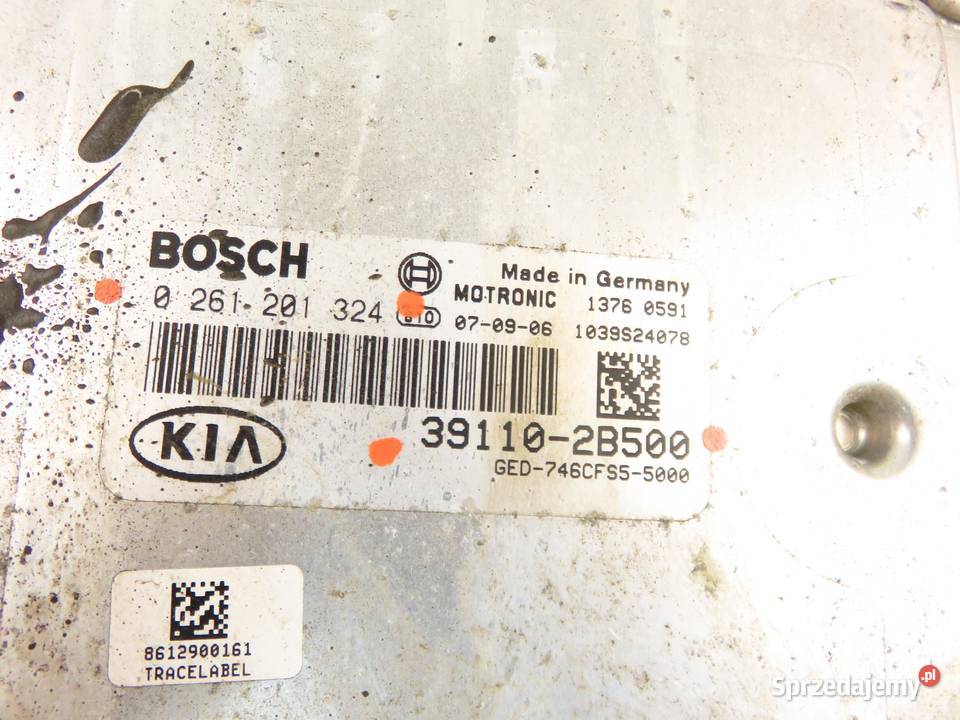 BOSCH
Made in Germany
0 261 201 324
MOTRONIC 1376 0591
07-09-06 1039S24078
KIA
39110-2B500
GED-746CFS5-5000
8612900161
TRACELABEL
Sprzedajemy.pl